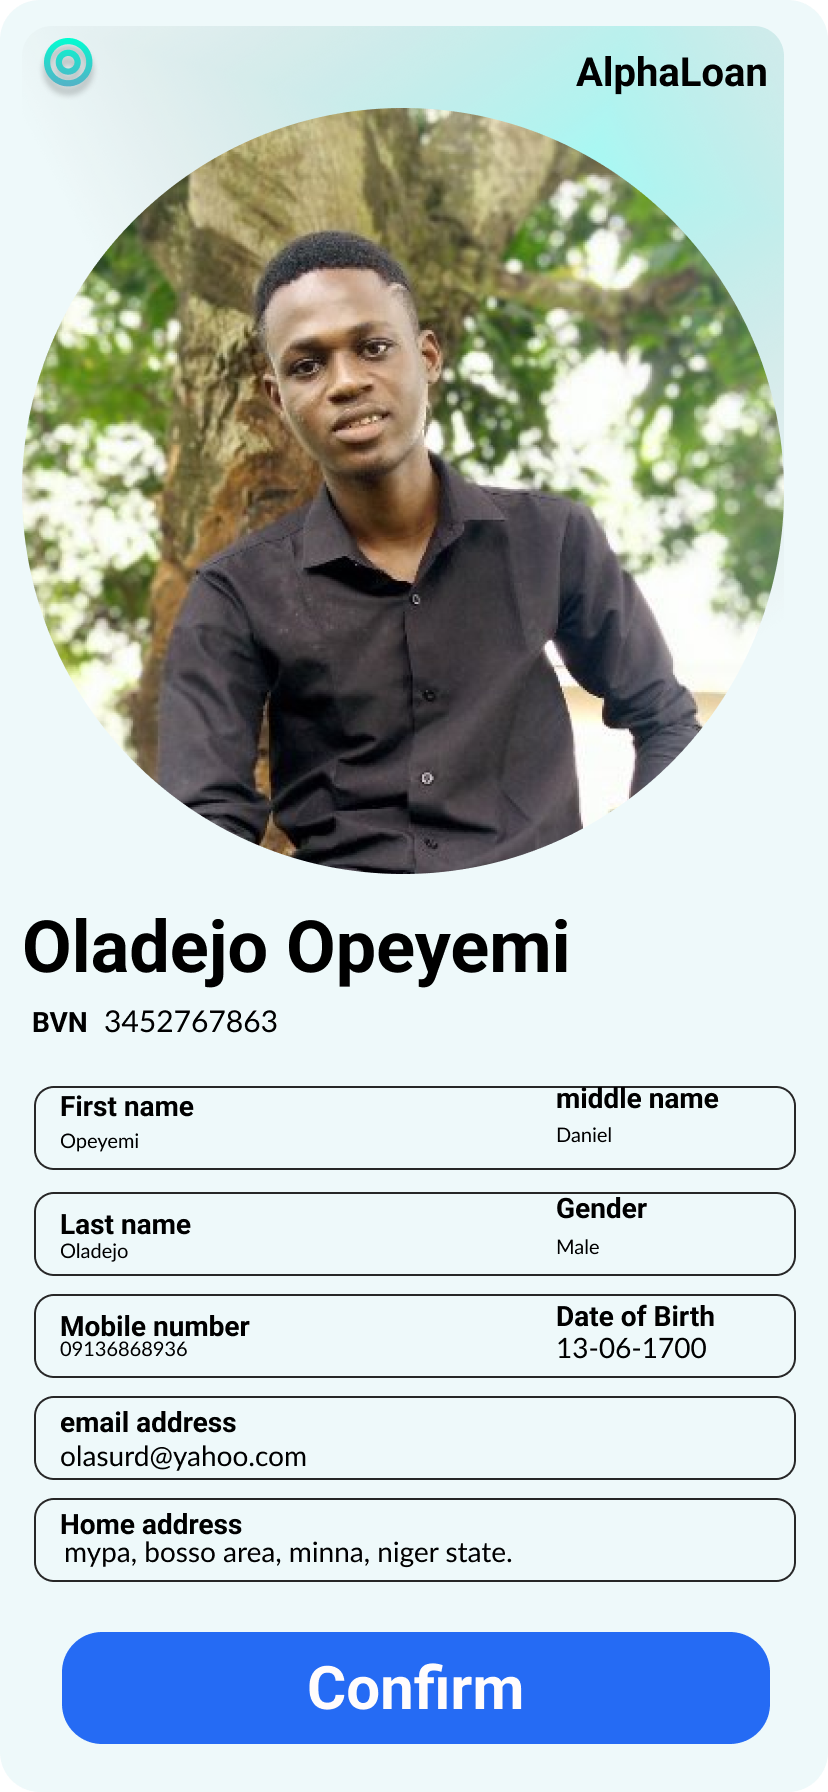 AlphaLoan
Oladejo Opeyemi
BVN 3452767863
First name
Opeyemi
middle name
Daniel
Last name
Oladejo
Gender
Male
Mobile number
09136868936
Date of Birth
13-06-1700
email address
olasurd@yahoo.com
Home address
mypa, bosso area, minna, niger state.
Confirm